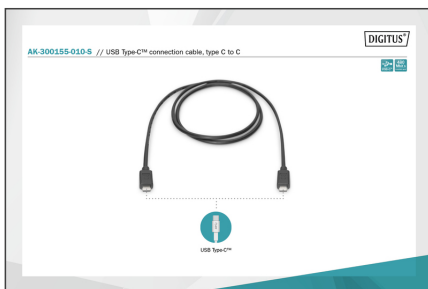 DIGITUS®
AK-300155-010-S // USB Type-C™ connection cable, type C to C
USB Type-C™